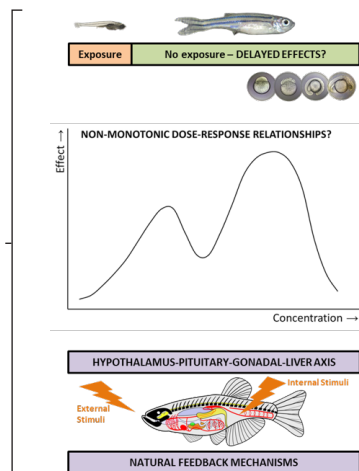 Exposure
No exposure – DELAYED EFFECTS?
NON-MONOTONIC DOSE-RESPONSE RELATIONSHIPS?
Effect →
Concentration →
HYPOTHALAMUS-PITUITARY-GONADAL-LIVER AXIS
Internal Stimuli
External
Stimuli
NATURAL FEEDBACK MECHANISMS